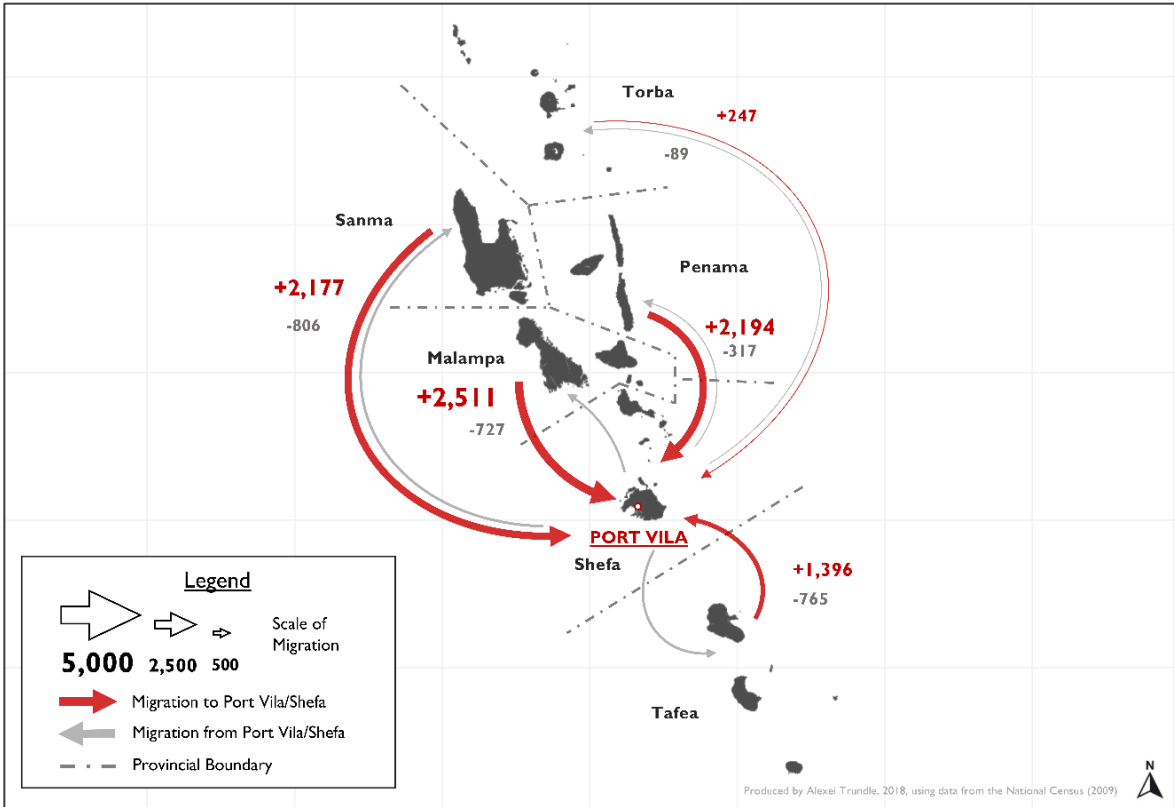 Torba
+247
-89
Sanma
Penama
+2,177
-806
+2,194
-317
Malampa
+2,511
-727
PORT VILA
Shefa
+1,396
-765
Tafea
Legend
Scale of
Migration
5,000 2,500 500
Migration to Port Vila/Shefa
Migration from Port Vila/Shefa
Provincial Boundary
N
Produced by Alexei Trundle, 2018, using data from the National Census (2009)